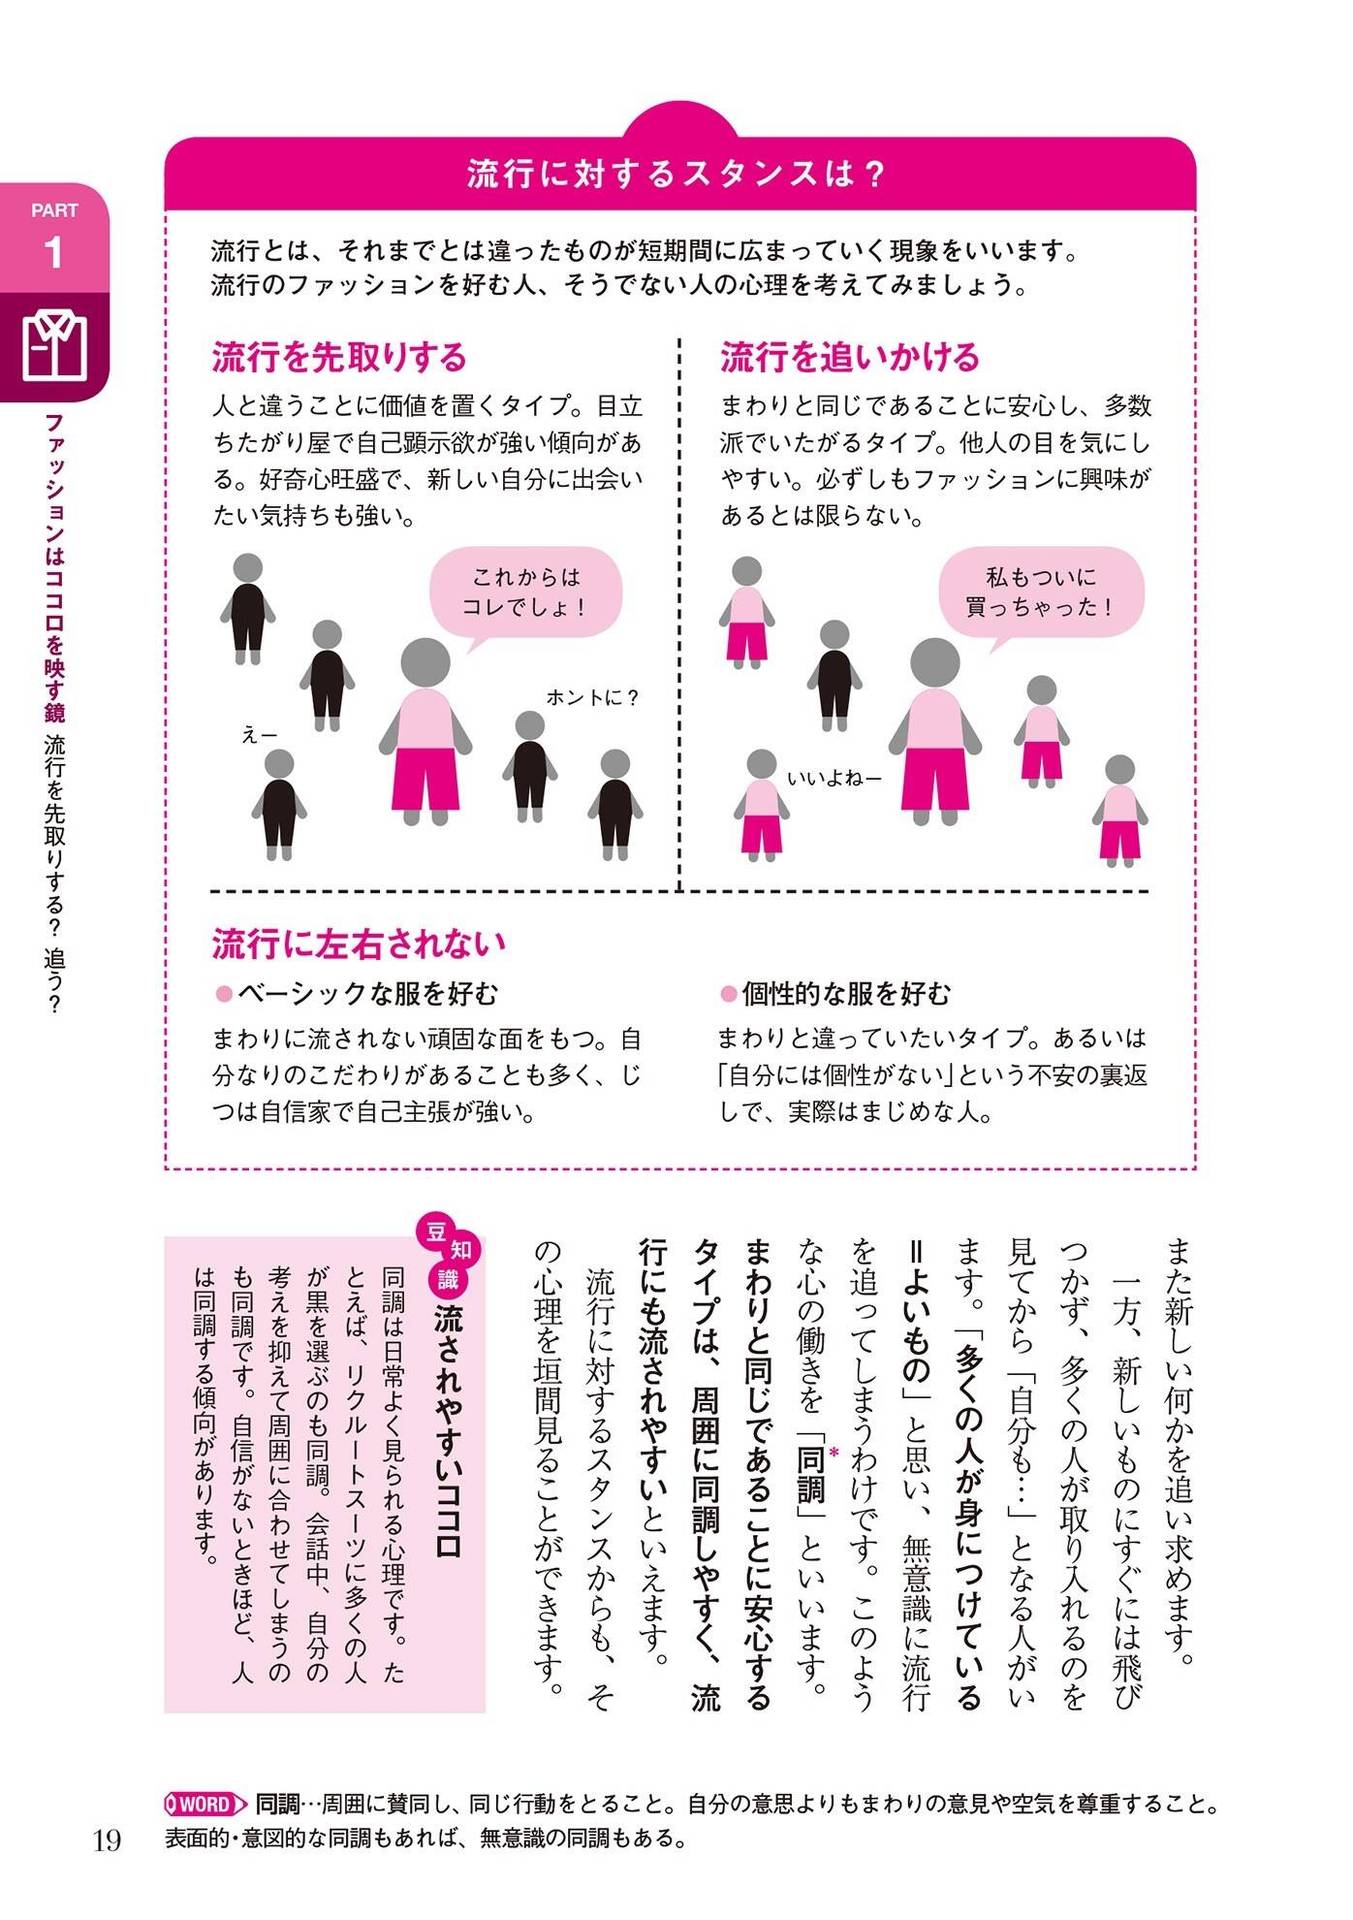 PART
1
ファッションはココロを映す鏡 流行を先取りする？ 追う？
流行に対するスタンスは？
流行とは、それまでとは違ったものが短期間に広まっていく現象をいいます。
流行のファッションを好む人、そうでない人の心理を考えてみましょう。
流行を先取りする
人と違うことに価値を置くタイプ。目立
ちたがり屋で自己顕示欲が強い傾向があ
る。好奇心旺盛で、新しい自分に出会い
たい気持ちも強い。
これからは
コレでしょ！
ホントに？
えー
流行を追いかける
まわりと同じであることに安心し、多数
派でいたがるタイプ。他人の目を気にし
やすい。必ずしもファッションに興味が
あるとは限らない。
私もついに
買っちゃった！
いいよねー
流行に左右されない
●ベーシックな服を好む
まわりに流されない頑固な面をもつ。自
分なりのこだわりがあることも多く、じ
つは自信家で自己主張が強い。
●個性的な服を好む
まわりと違っていたいタイプ。あるいは
「自分には個性がない」という不安の裏返
しで、実際はまじめな人。
また新しい何かを追い求めます。
一方、新しいものにすぐには飛び
つかず、多くの人が取り入れるのを
見てから「自分も…」となる人がい
ます。「多くの人が身につけている
＝よいもの」と思い、無意識に流行
を追ってしまうわけです。このよう
な心の働きを「同調*」といいます。
まわりと同じであることに安心する
タイプは、周囲に同調しやすく、流
行にも流されやすいといえます。
流行に対するスタンスからも、そ
の心理を垣間見ることができます。
豆知識
流されやすいココロ
同調は日常よく見られる心理です。た
とえば、リクルートスーツに多くの人
が黒を選ぶのも同調。会話中、自分の
考えを抑えて周囲に合わせてしまうの
も同調です。自信がないときほど、人
は同調する傾向があります。
WORD 同調…周囲に賛同し、同じ行動をとること。自分の意思よりもまわりの意見や空気を尊重すること。
表面的・意図的な同調もあれば、無意識の同調もある。
19